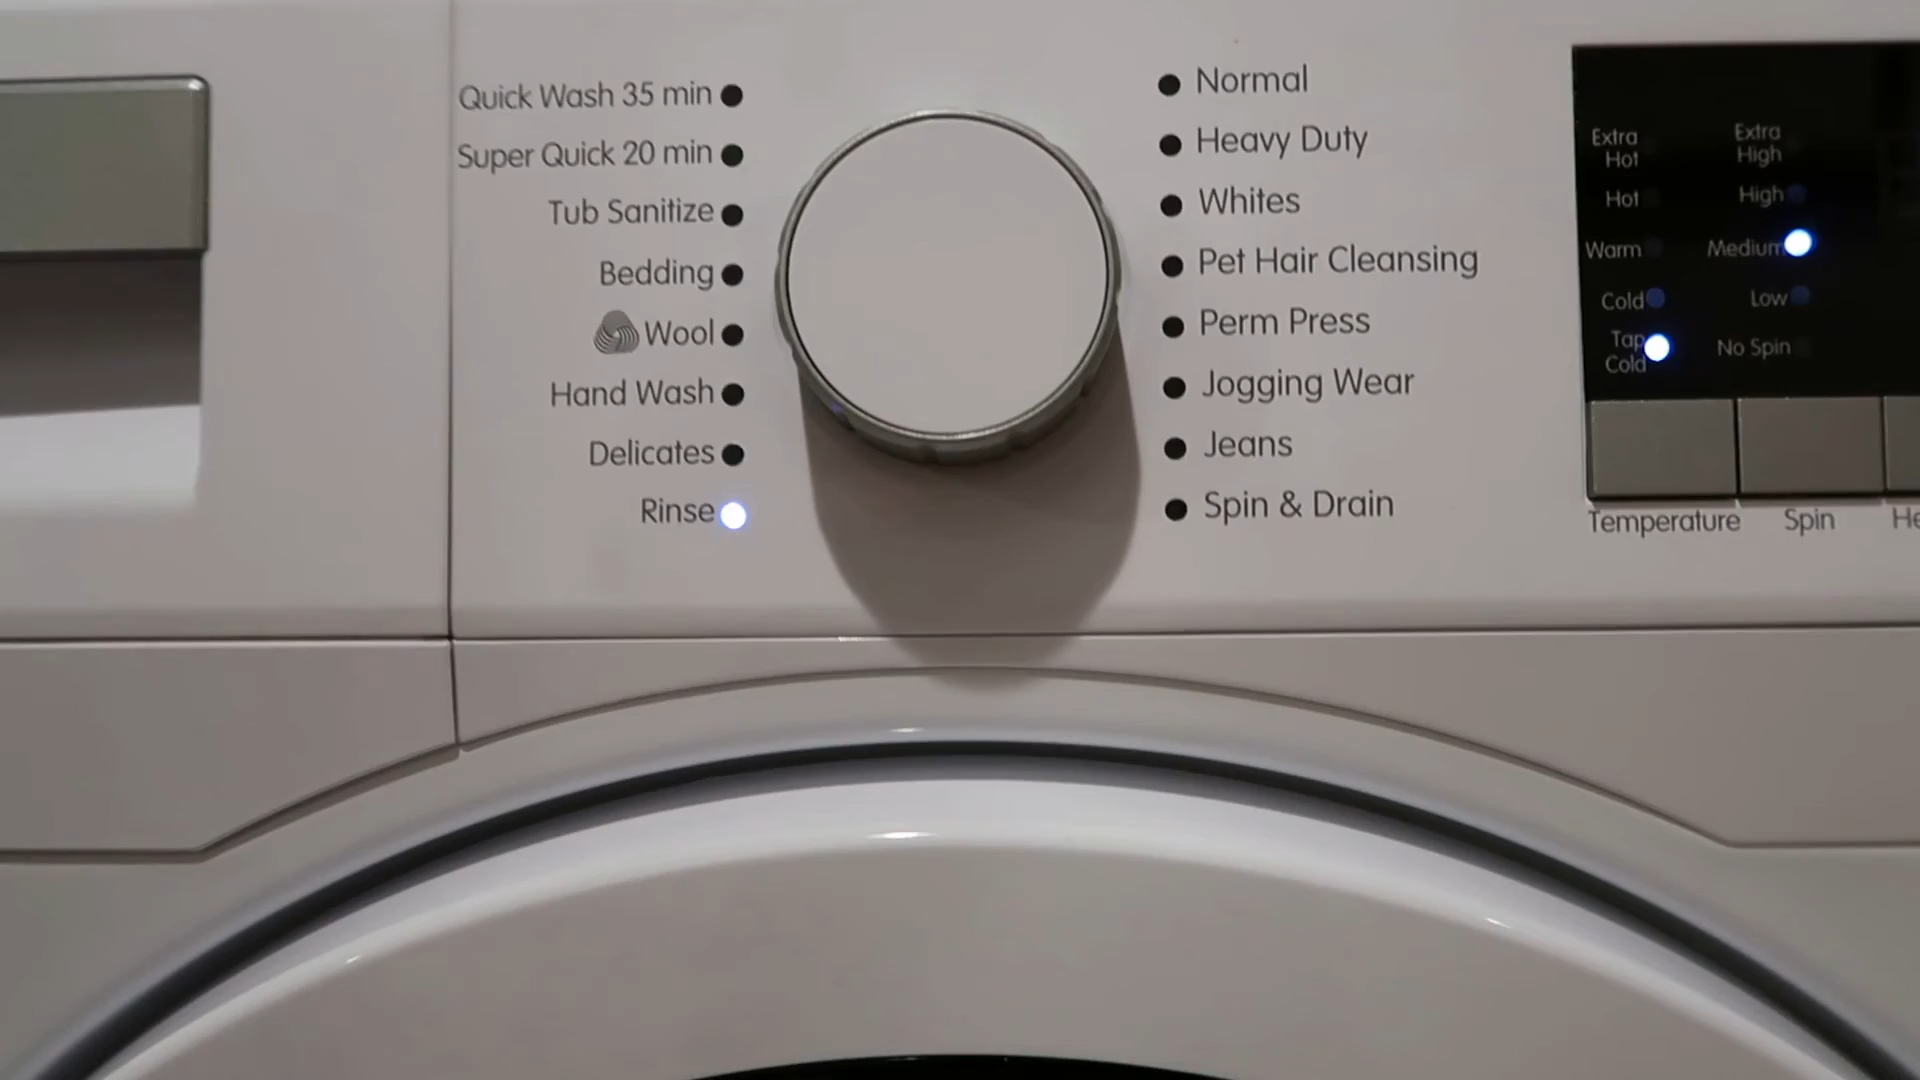 Quick Wash 35 min
Super Quick 20 min
Tub Sanitize
Bedding
Wool
Hand Wash
Delicates
Rinse
Normal
Heavy Duty
Whites
Pet Hair Cleansing
Perm Press
Jogging Wear
Jeans
Spin & Drain
Extra
Hot
Hot
Warm
Cold
Tap
Cold
Extra
High
High
Medium
Low
No Spin
Temperature
Spin